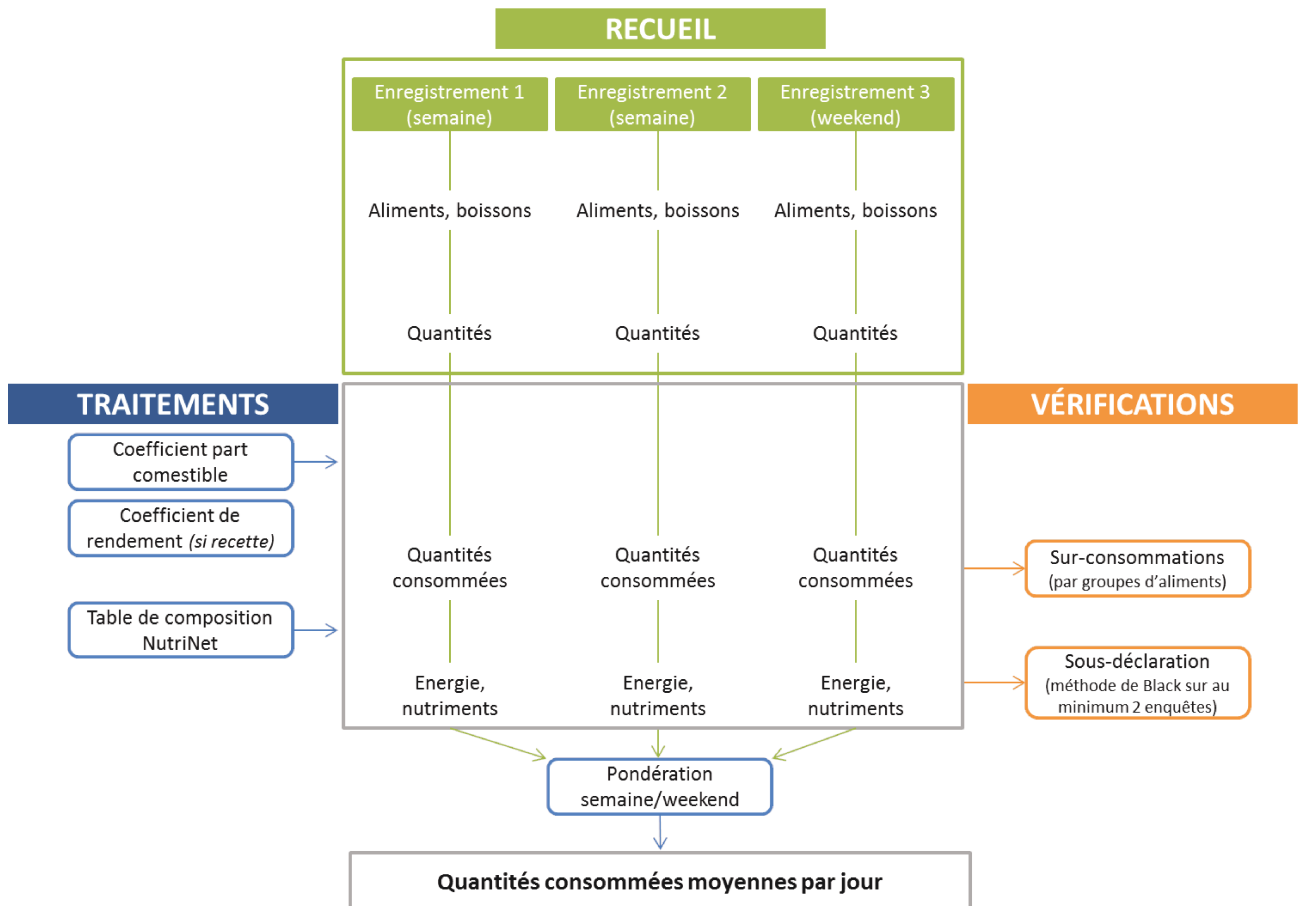 RECUEIL
Enregistrement 1
(semaine)
Enregistrement 2
(semaine)
Enregistrement 3
(weekend)
Aliments, boissons
Aliments, boissons
Aliments, boissons
Quantités
Quantités
Quantités
TRAITEMENTS
VÉRIFICATIONS
Coefficient part
comestible
Coefficient de
rendement (si recette)
Quantités
consommées
Quantités
consommées
Quantités
consommées
Sur-consommations
(par groupes d’aliments)
Table de composition
NutriNet
Energie,
nutriments
Energie,
nutriments
Energie,
nutriments
Sous-déclaration
(méthode de Black sur au
minimum 2 enquêtes)
Pondération
semaine/weekend
Quantités consommées moyennes par jour